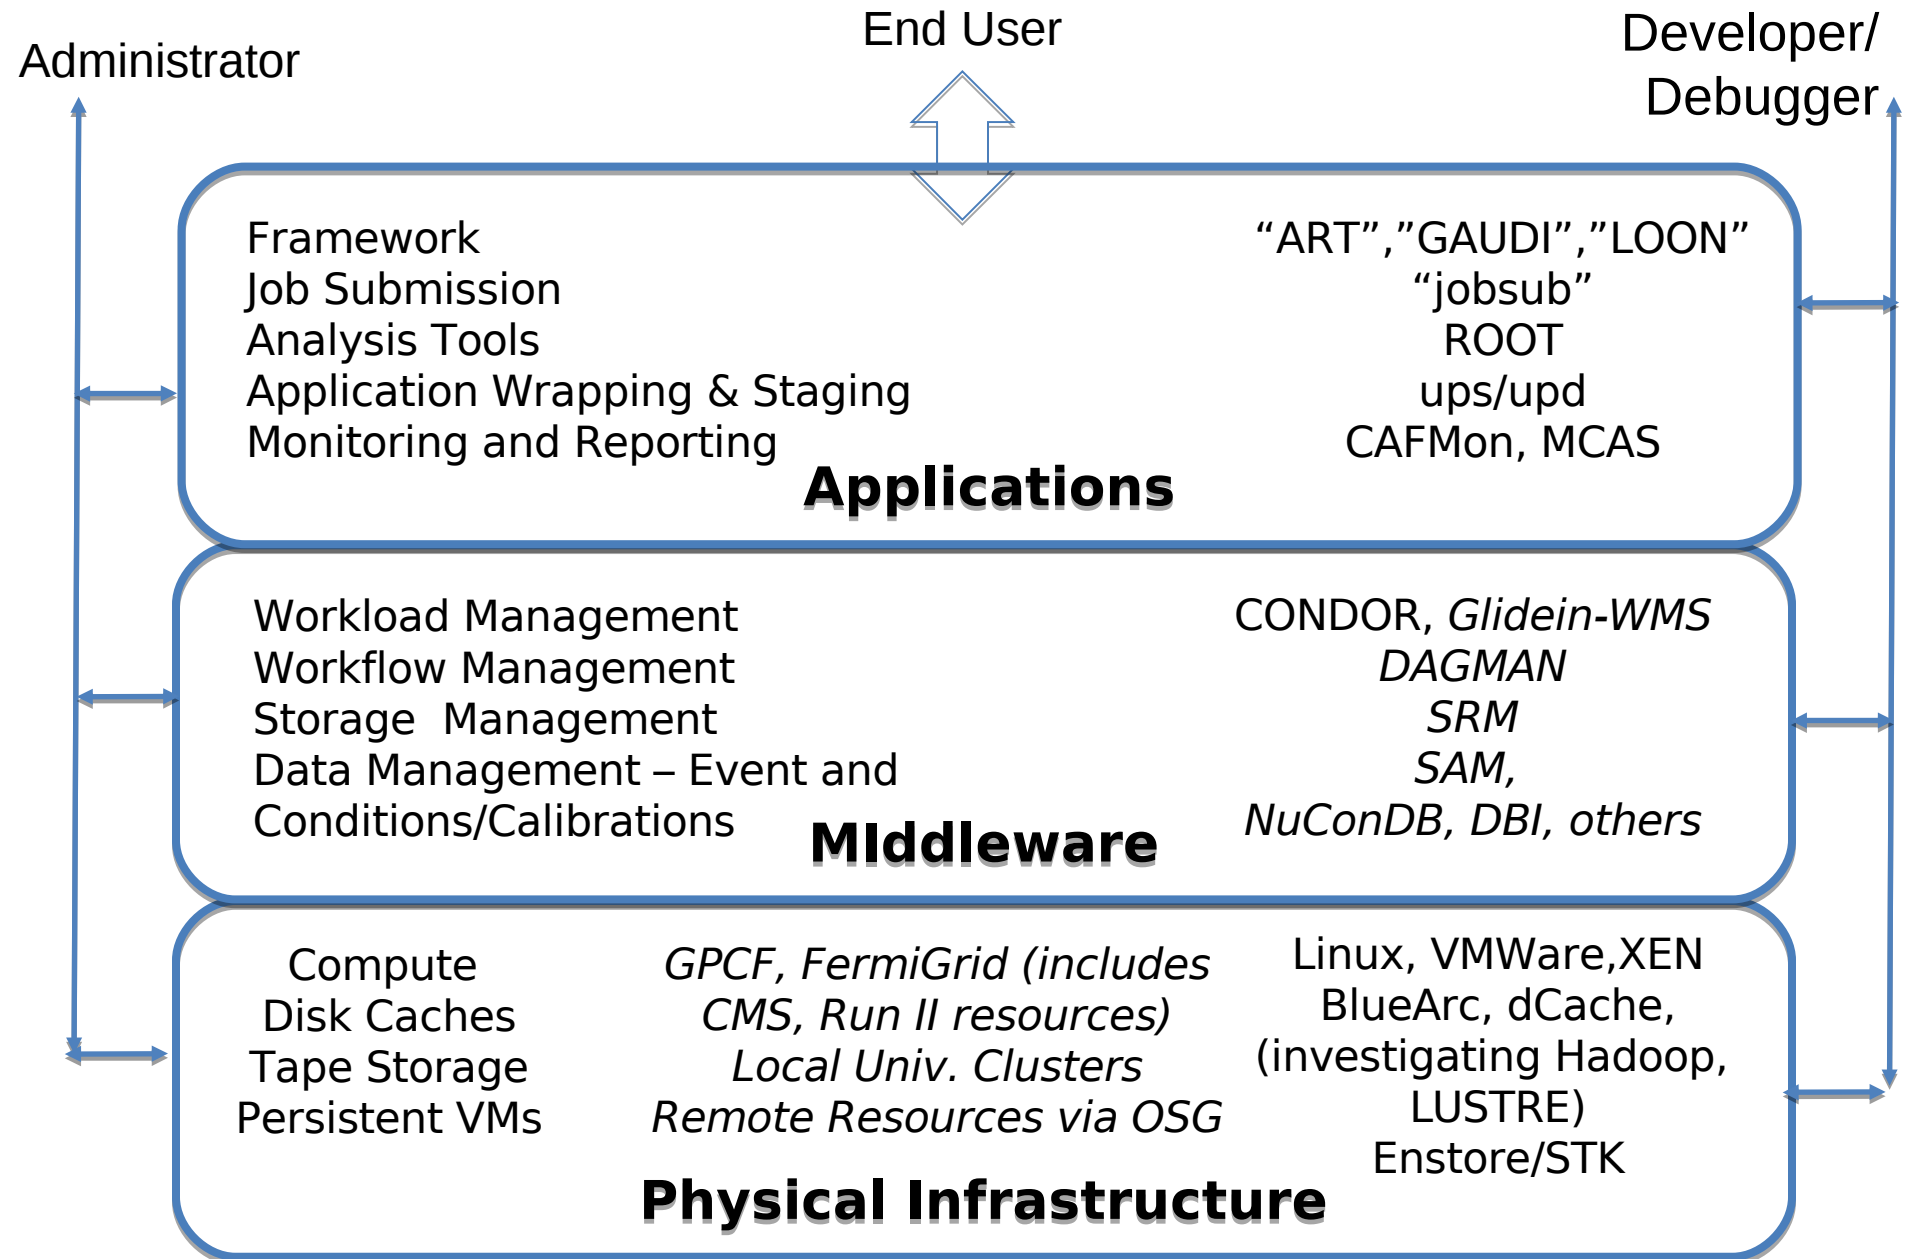 End User
Administrator
Developer/
Debugger
Framework
Job Submission
Analysis Tools
Application Wrapping & Staging
Monitoring and Reporting
“ART”,”GAUDI”,”LOON”
“jobsub”
ROOT
ups/upd
CAFMon, MCAS
Applications
Workload Management
Workflow Management
Storage  Management
Data Management – Event and
Conditions/Calibrations
CONDOR, Glidein-WMS
DAGMAN
SRM
SAM,
NuConDB, DBI, others
MIddleware
Compute
Disk Caches
Tape Storage
Persistent VMs
GPCF, FermiGrid (includes
CMS, Run II resources)
Local Univ. Clusters
Remote Resources via OSG
Linux, VMWare,XEN
BlueArc, dCache,
(investigating Hadoop,
LUSTRE)
Enstore/STK
Physical Infrastructure